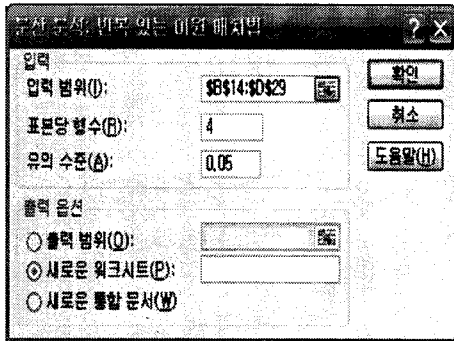 분산 분석: 반복 있는 이원 배치법
입력
입력 범위(I): $B$14:$D$29
표본당 행수(R): 4
유의 수준(A): 0.05
확인
취소
도움말(H)
출력 옵션
출력 범위(O):
새로운 워크시트(P):
새로운 통합 문서(W)